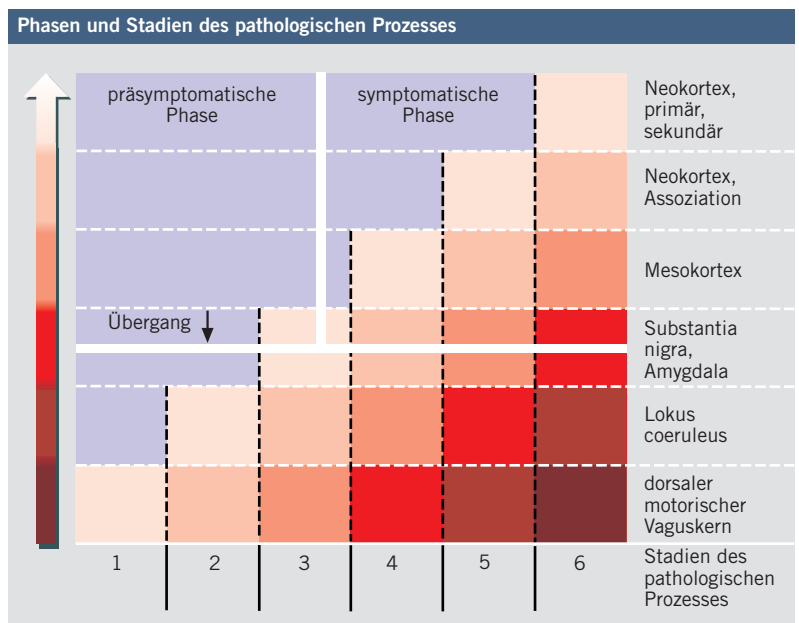 Phasen und Stadien des pathologischen Prozesses
präsymptomatische
Phase
symptomatische
Phase
Neokortex,
primär,
sekundär
Neokortex,
Assoziation
Mesokortex
Übergang
Substantia
nigra,
Amygdala
Lokus
coeruleus
dorsaler
motorischer
Vaguskern
1 2 3 4 5 6
Stadien des
pathologischen
Prozesses